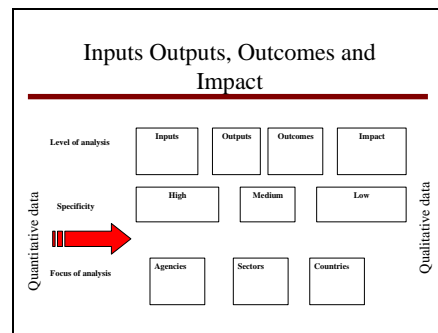 Inputs Outputs, Outcomes and
Impact
Level of analysis
Inputs
Outputs
Outcomes
Impact
Quantitative data
Specificity
High
Medium
Low
Qualitative data
Focus of analysis
Agencies
Sectors
Countries